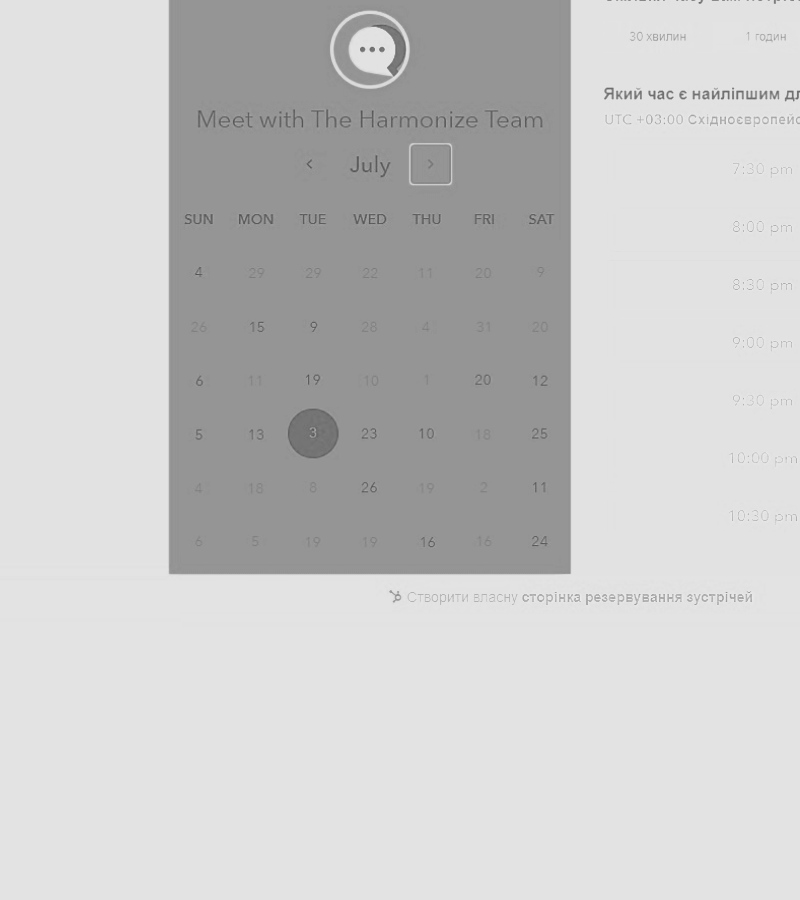 Meet with The Harmonize Team
July
SUN MON TUE WED THU FRI SAT
4 29 29 22 11 20 9
26 15 9 28 4 31 20
6 11 19 10 1 20 12
5 13 3 23 10 18 25
4 18 8 26 19 2 11
6 5 19 19 16 16 24
30 хвилин 1 годин
Який час є найліпшим
UTC +03:00
7:30 pm
8:00 pm
8:30 pm
9:00 pm
9:30 pm
10:00 pm
10:30 pm
Створити власну сторінка резервування зустрічей